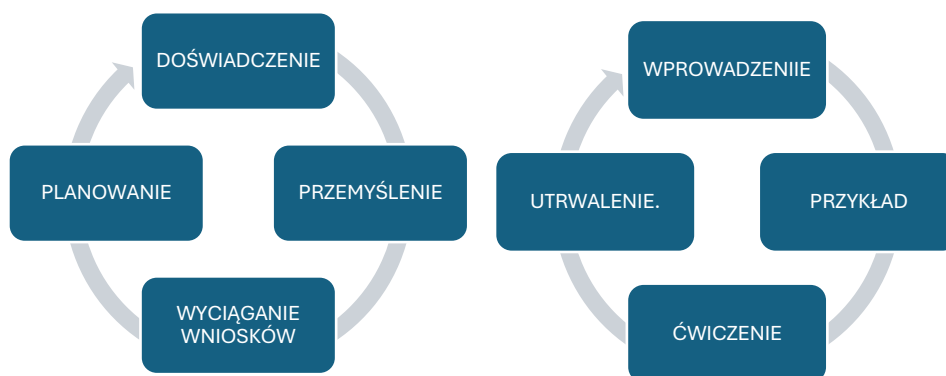 DOŚWIADCZENIE
PRZEMYŚLENIE
WYCIĄGANIE
WNIOSKÓW
PLANOWANIE
WPROWADZENIIE
PRZYKŁAD
ĆWICZENIE
UTRWALENIE.